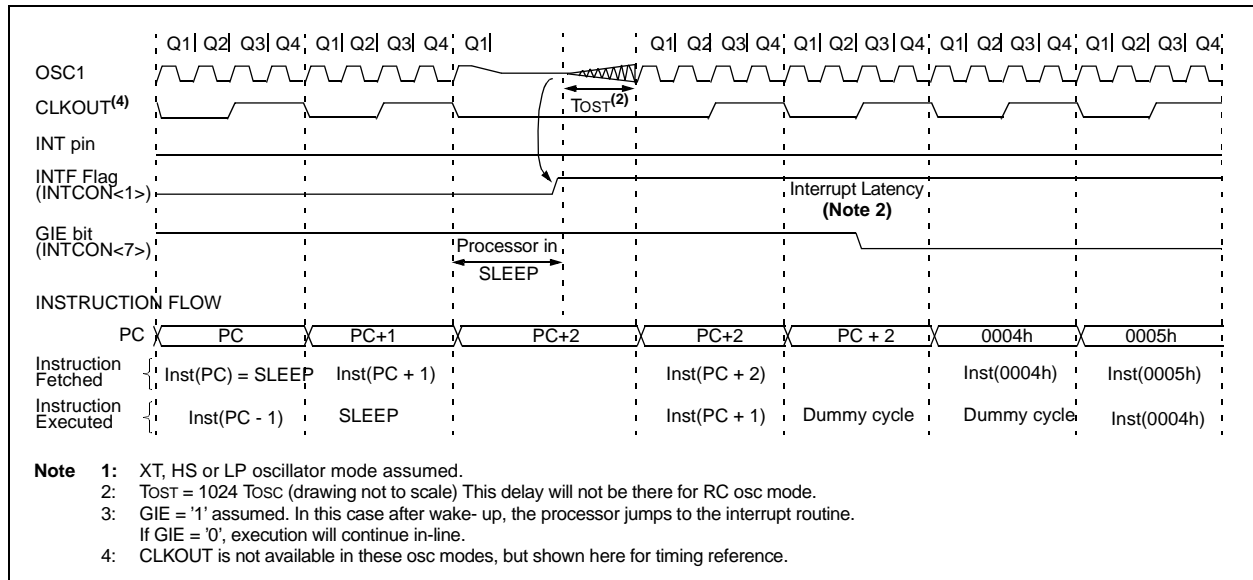 Q1 Q2 Q3 Q4 Q1 Q2 Q3 Q4 Q1 Q1 Q2 Q3 Q4 Q1 Q2 Q3 Q4 Q1 Q2 Q3 Q4 Q1 Q2 Q3 Q4
OSC1
CLKOUT(4)
TOST(2)
INT pin
INTF Flag
(INTCON<1>)
Interrupt Latency
(Note 2)
GIE bit
(INTCON<7>)
Processor in
SLEEP
INSTRUCTION FLOW
PC PC PC+1 PC+2 PC+2 PC + 2 0004h 0005h
Instruction
Fetched
Inst(PC) = SLEEP Inst(PC + 1) Inst(PC + 2) Inst(0004h) Inst(0005h)
Instruction
Executed
Inst(PC - 1) SLEEP Inst(PC + 1) Dummy cycle Dummy cycle Inst(0004h)
Note 1: XT, HS or LP oscillator mode assumed.
2: TOST = 1024 TOSC (drawing not to scale) This delay will not be there for RC osc mode.
3: GIE = '1' assumed. In this case after wake- up, the processor jumps to the interrupt routine.
If GIE = '0', execution will continue in-line.
4: CLKOUT is not available in these osc modes, but shown here for timing reference.